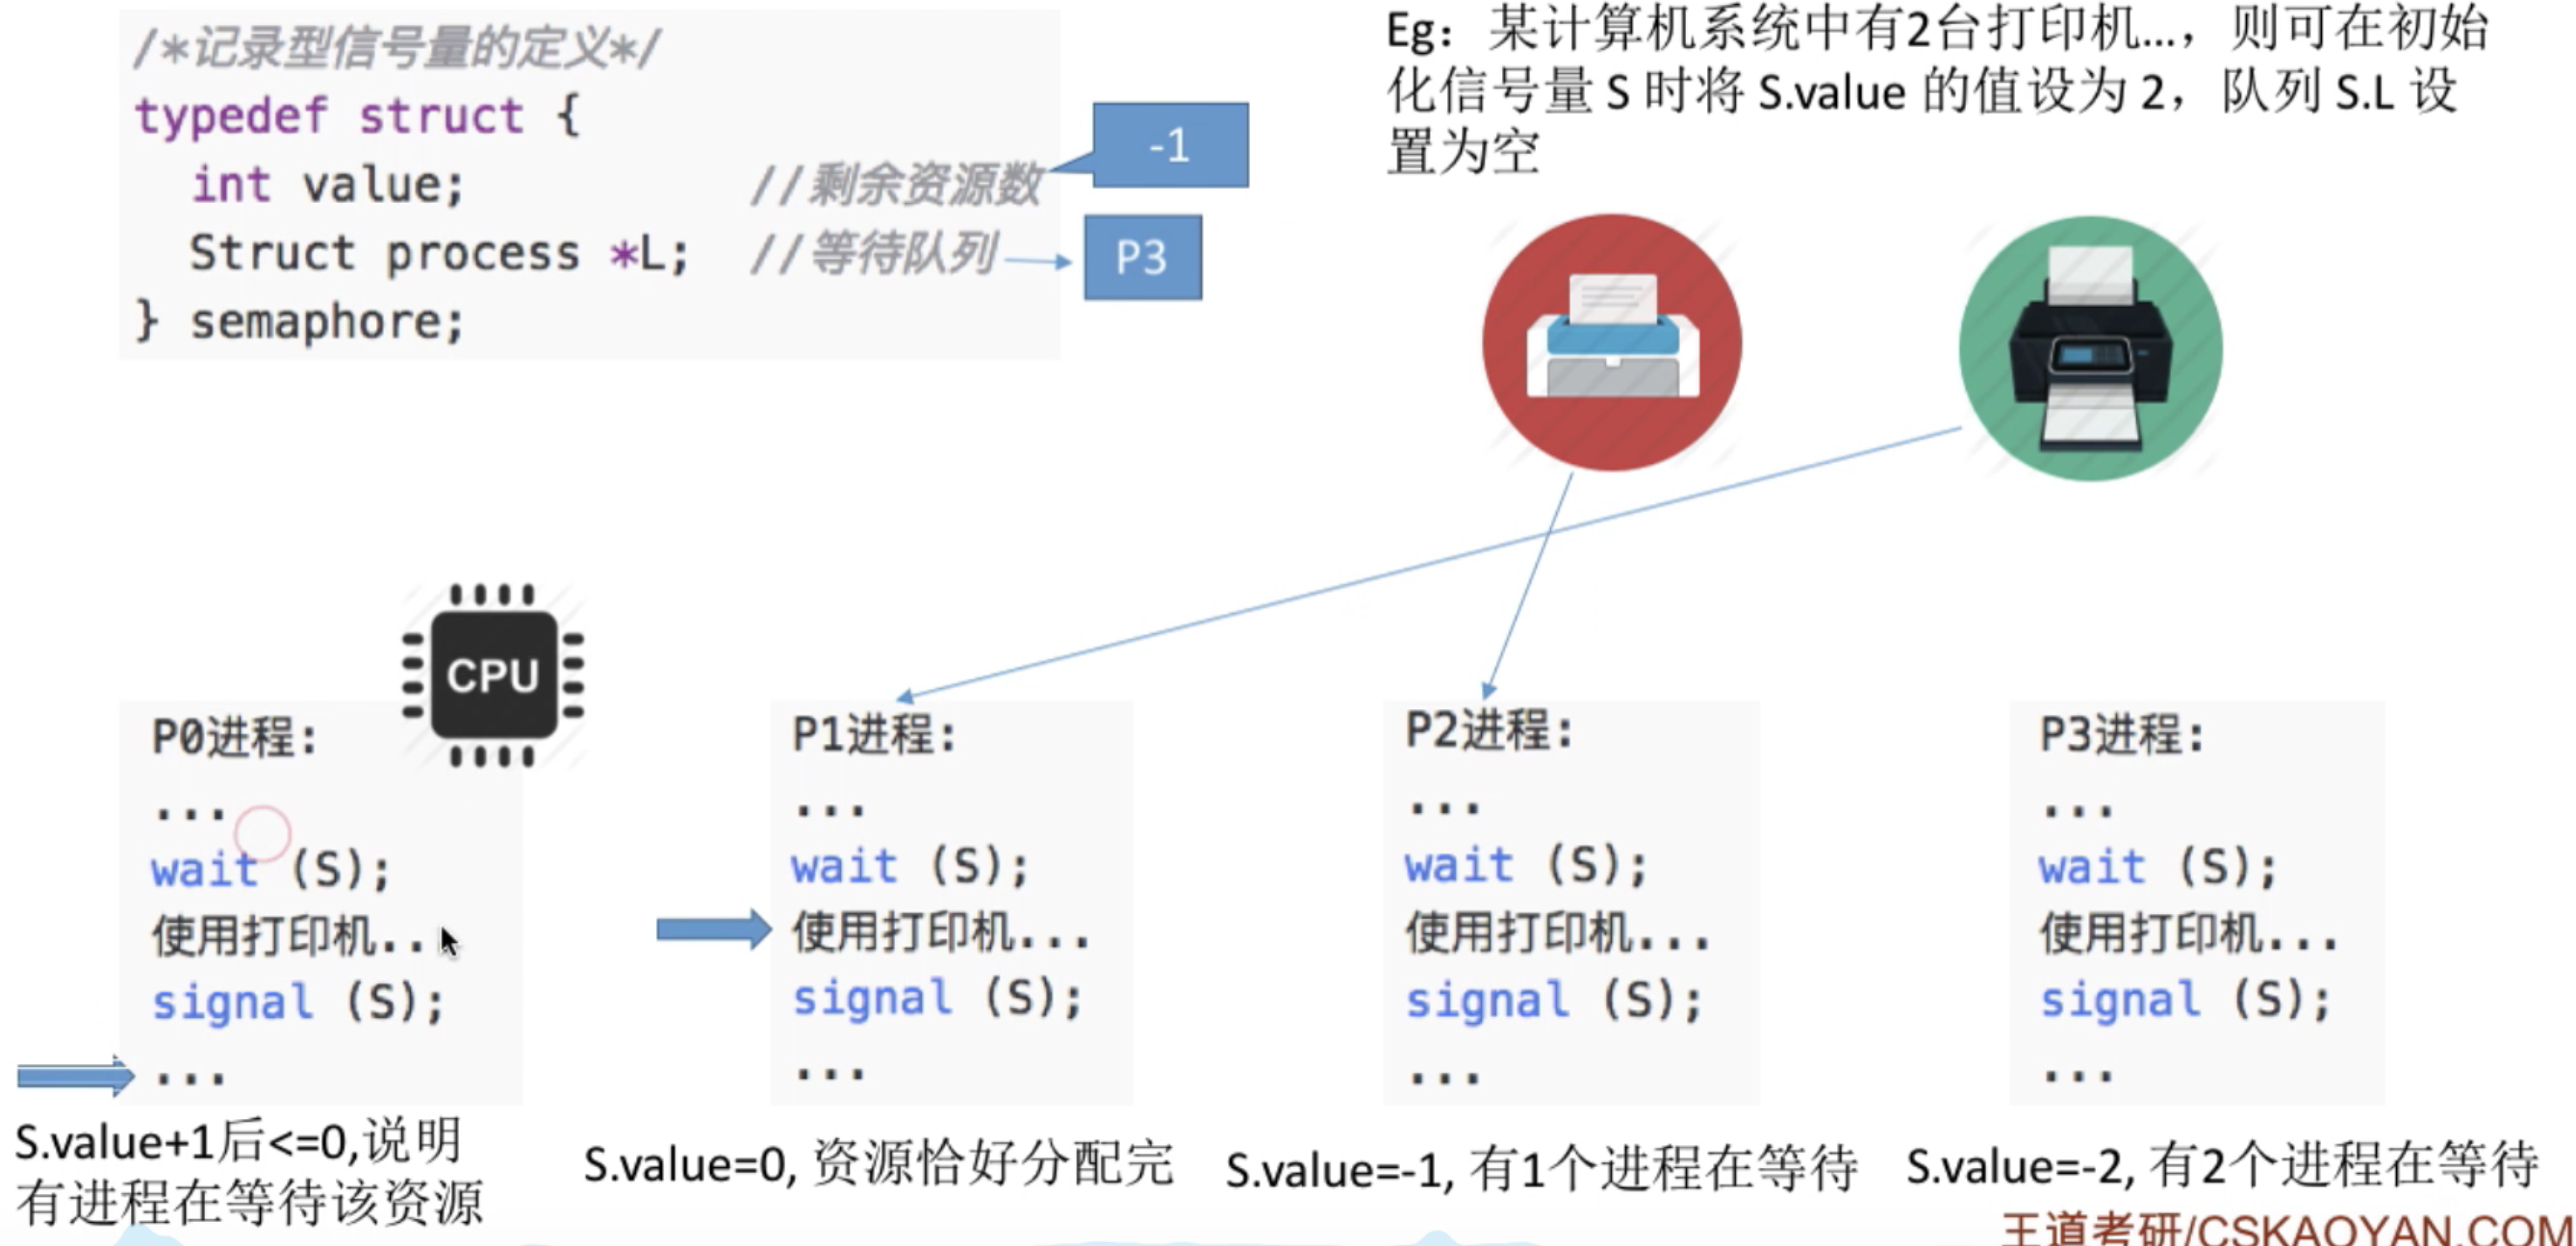 /*记录型信号量的定义*/
typedef struct {
int value; //剩余资源数
Struct process *L; //等待队列
} semaphore;
-1
P3
Eg：某计算机系统中有2台打印机...，则可在初始
化信号量 S 时将 S.value 的值设为 2，队列 S.L 设
置为空
CPU
P0进程:
...
wait (S);
使用打印机..
signal (S);
...
S.value+1后<=0,说明
有进程在等待该资源
P1进程:
...
wait (S);
使用打印机...
signal (S);
...
S.value=0, 资源恰好分配完
P2进程:
...
wait (S);
使用打印机...
signal (S);
...
S.value=-1, 有1个进程在等待
P3进程:
...
wait (S);
使用打印机...
signal (S);
...
S.value=-2, 有2个进程在等待
王道考研/CSKAOYAN.COM